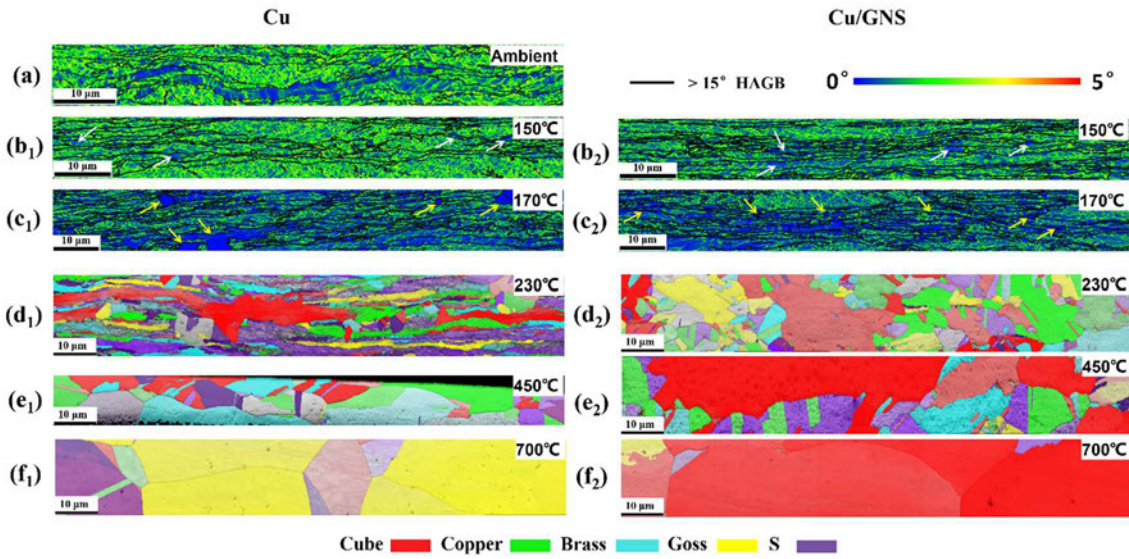 Cu Cu/GNS
(a) Ambient 10 µm > 15° HAGB 0° 5°
(b1) 150℃ 10 µm (b2) 150℃ 10 µm
(c1) 170℃ 10 µm (c2) 170℃ 10 µm
(d1) 230℃ 10 µm (d2) 230℃ 10 µm
(e1) 450℃ 10 µm (e2) 450℃ 10 µm
(f1) 700℃ 10 µm (f2) 700℃ 10 µm
Cube Copper Brass Goss S